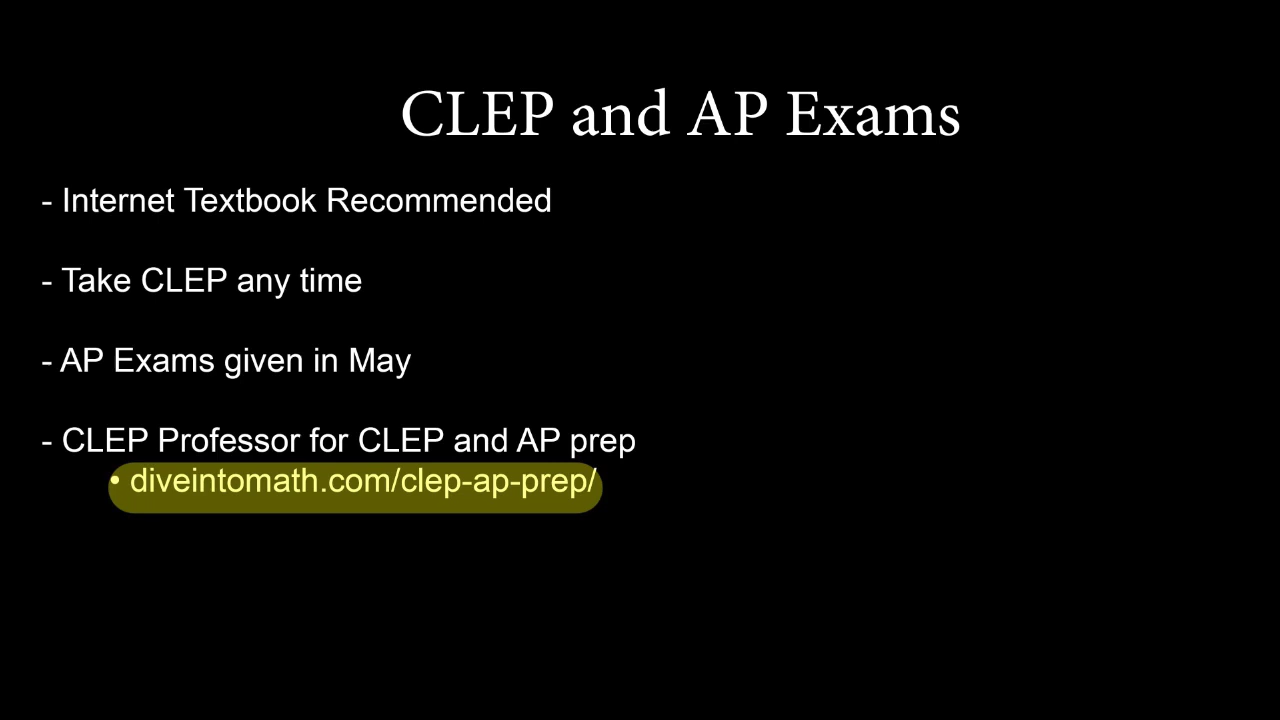 CLEP and AP Exams
- Internet Textbook Recommended
- Take CLEP any time
- AP Exams given in May
- CLEP Professor for CLEP and AP prep
• diveintomath.com/clep-ap-prep/